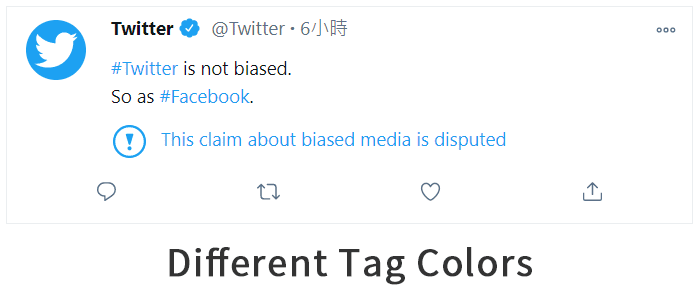 Twitter @Twitter · 6小時
#Twitter is not biased.
So as #Facebook.
This claim about biased media is disputed
Different Tag Colors